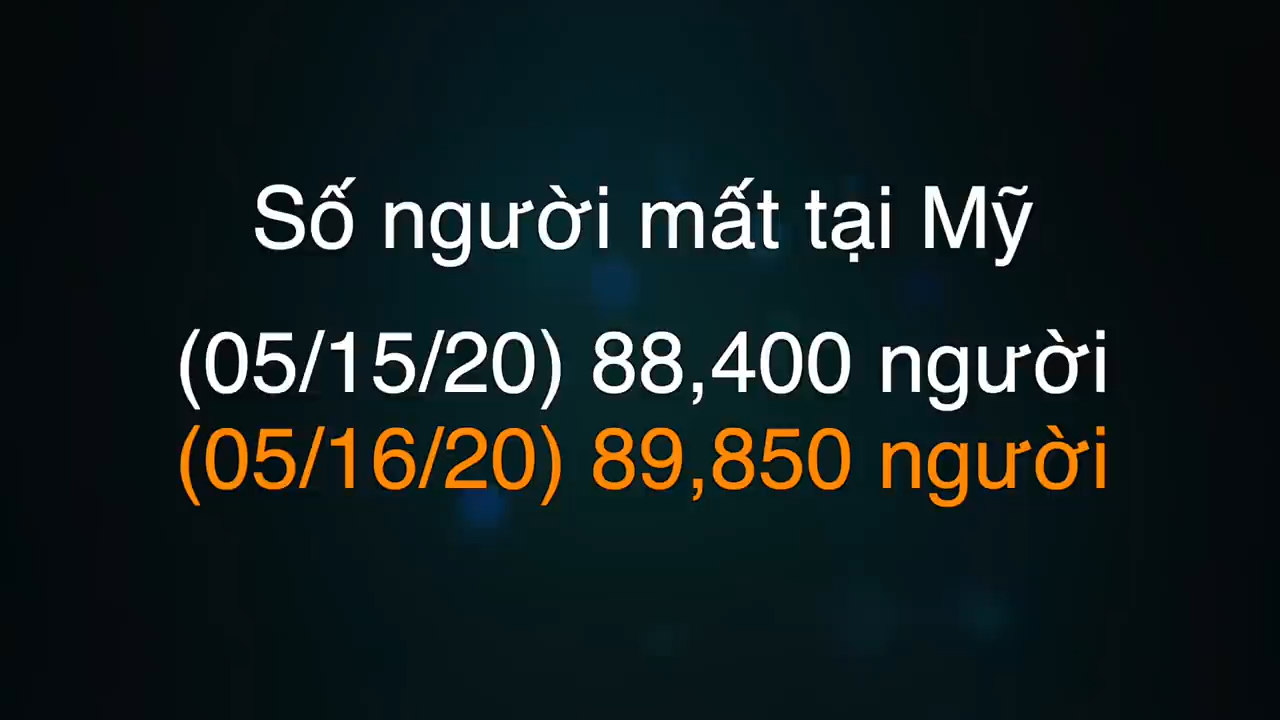 Số người mất tại Mỹ
(05/15/20) 88,400 người
(05/16/20) 89,850 người